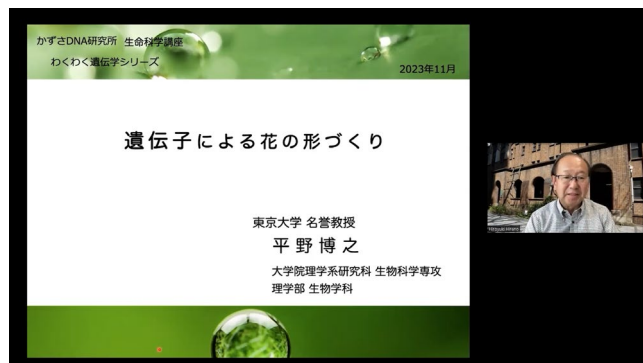 かずさDNA研究所 生命科学講座
わくわく遺伝学シリーズ
2023年11月
遺伝子による花の形づくり
東京大学 名誉教授
平野博之
大学院理学系研究科 生物科学専攻
理学部 生物学科